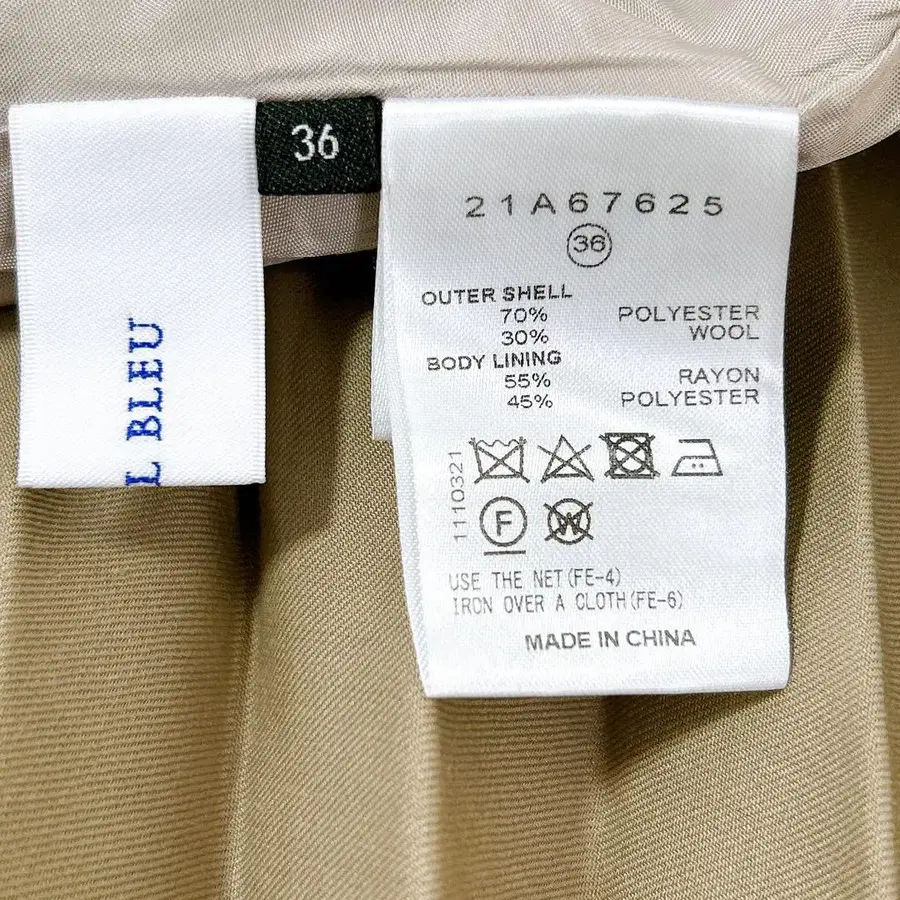 L BLEU
36
21A67625
36
OUTER SHELL
70% POLYESTER
30% WOOL
BODY LINING
55% RAYON
45% POLYESTER
1110321
F
W
USE THE NET(FE-4)
IRON OVER A CLOTH(FE-6)
MADE IN CHINA